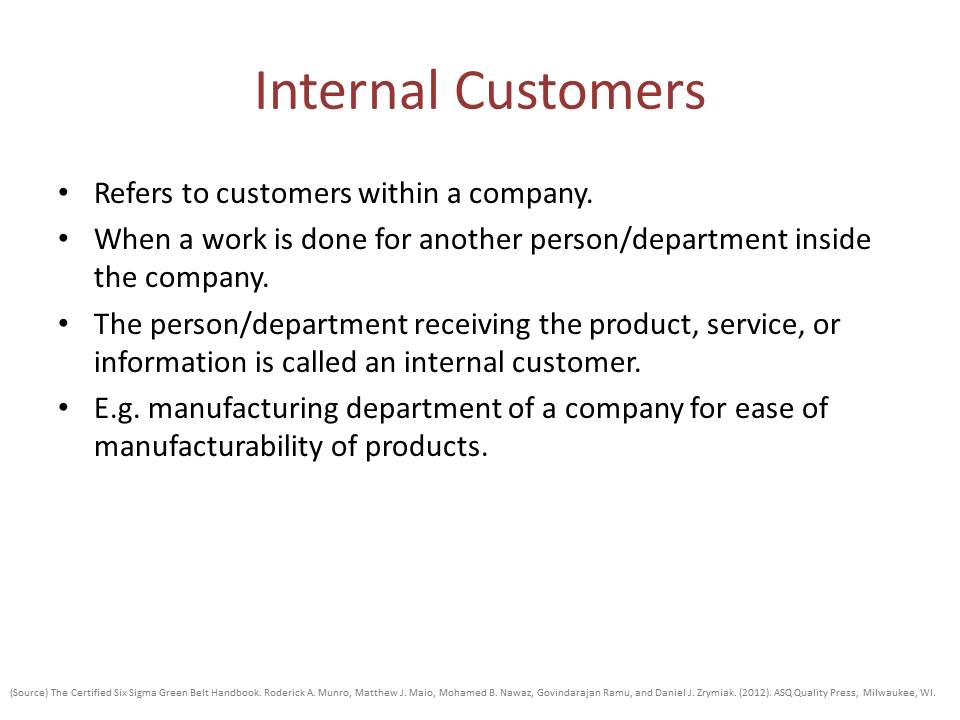 Internal Customers
• Refers to customers within a company.
• When a work is done for another person/department inside
the company.
• The person/department receiving the product, service, or
information is called an internal customer.
• E.g. manufacturing department of a company for ease of
manufacturability of products.
(Source) The Certified Six Sigma Green Belt Handbook. Roderick A. Munro, Matthew J. Maio, Mohamed B. Nawaz, Govindarajan Ramu, and Daniel J. Zrymiak. (2012). ASQ Quality Press, Milwaukee, WI.